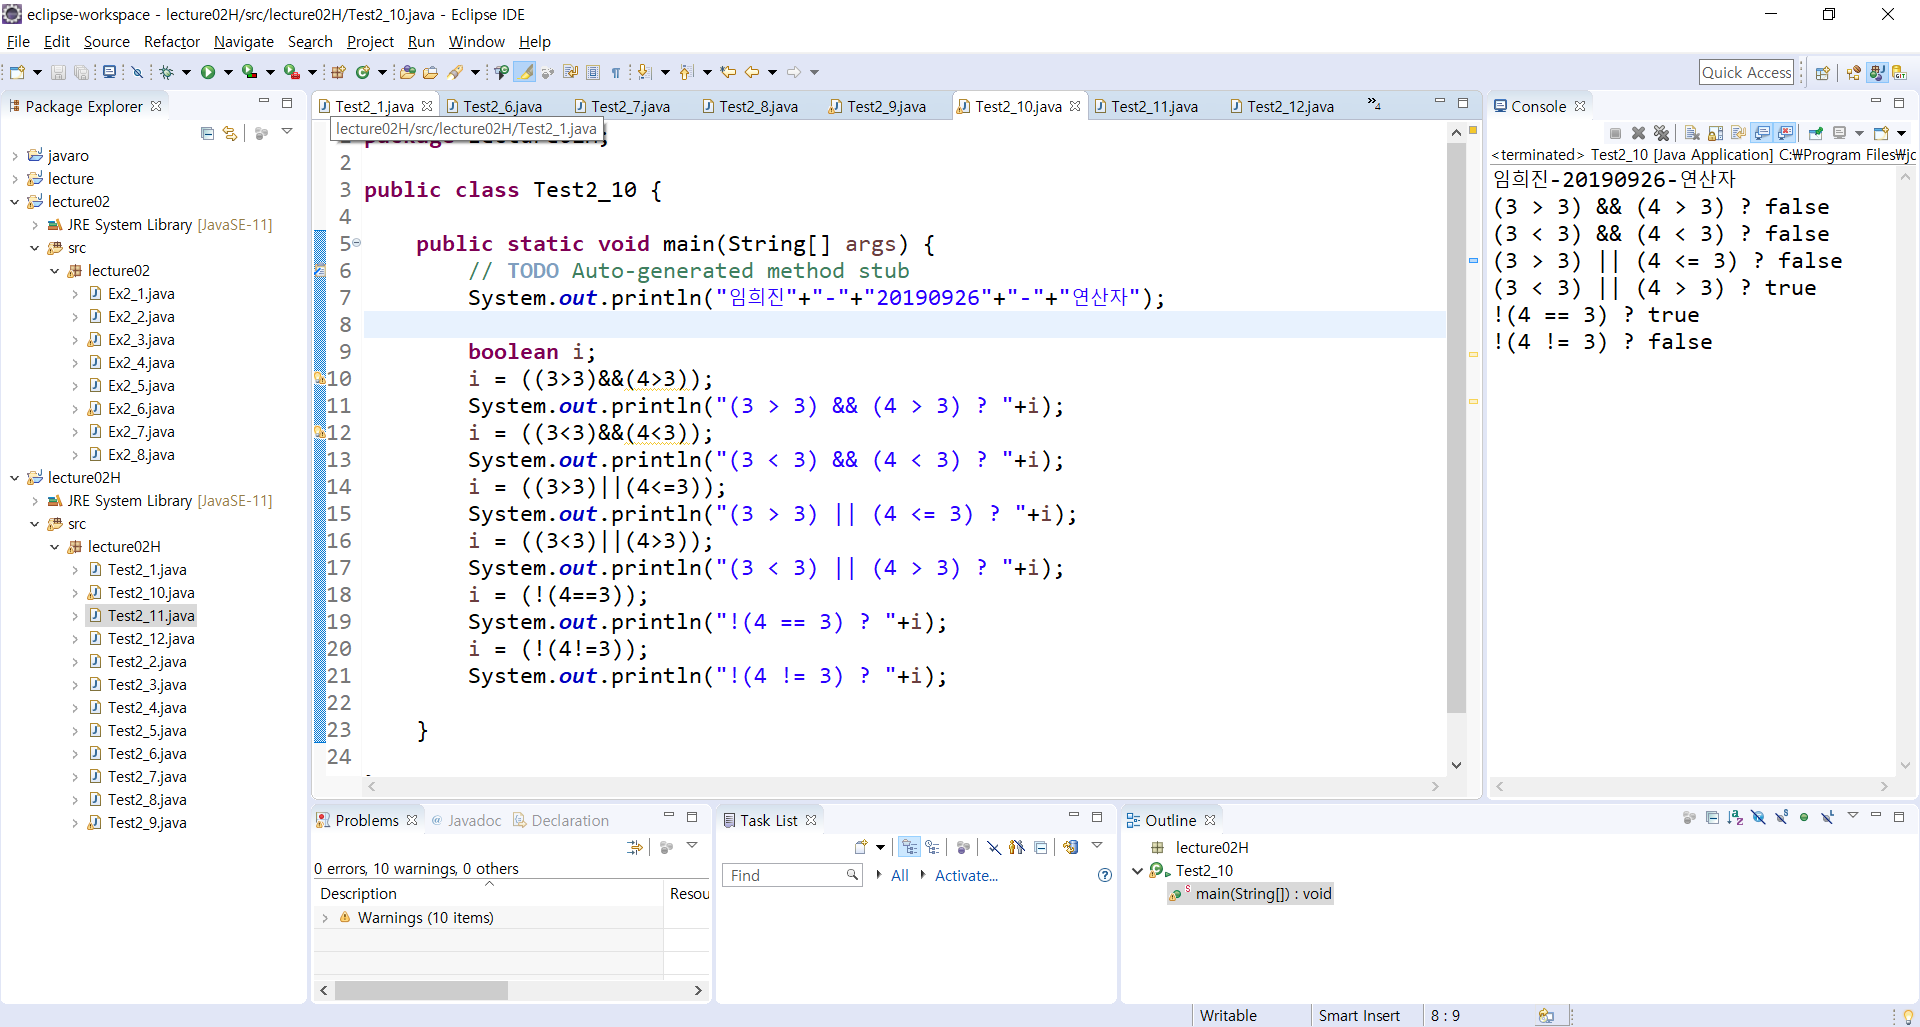 eclipse-workspace - lecture02H/src/lecture02H/Test2_10.java - Eclipse IDE
File Edit Source Refactor Navigate Search Project Run Window Help
Quick Access
Package Explorer
javaro
lecture
lecture02
JRE System Library [JavaSE-11]
src
lecture02
Ex2_1.java
Ex2_2.java
Ex2_3.java
Ex2_4.java
Ex2_5.java
Ex2_6.java
Ex2_7.java
Ex2_8.java
lecture02H
JRE System Library [JavaSE-11]
src
lecture02H
Test2_1.java
Test2_10.java
Test2_11.java
Test2_12.java
Test2_2.java
Test2_3.java
Test2_4.java
Test2_5.java
Test2_6.java
Test2_7.java
Test2_8.java
Test2_9.java
Test2_1.java Test2_6.java Test2_7.java Test2_8.java Test2_9.java Test2_10.java Test2_11.java Test2_12.java »4
lecture02H/src/lecture02H/Test2_1.java
2
3 public class Test2_10 {
4
5 public static void main(String[] args) {
6 // TODO Auto-generated method stub
7 System.out.println("임희진"+"-"+"20190926"+"-"+"연산자");
8
9 boolean i;
10 i = ((3>3)&&(4>3));
11 System.out.println("(3 > 3) && (4 > 3) ? "+i);
12 i = ((3<3)&&(4<3));
13 System.out.println("(3 < 3) && (4 < 3) ? "+i);
14 i = ((3>3)||(4<=3));
15 System.out.println("(3 > 3) || (4 <= 3) ? "+i);
16 i = ((3<3)||(4>3));
17 System.out.println("(3 < 3) || (4 > 3) ? "+i);
18 i = (!(4==3));
19 System.out.println("!(4 == 3) ? "+i);
20 i = (!(4!=3));
21 System.out.println("!(4 != 3) ? "+i);
22
23 }
24
Console
<terminated> Test2_10 [Java Application] C:₩Program Files₩jc
임희진-20190926-연산자
(3 > 3) && (4 > 3) ? false
(3 < 3) && (4 < 3) ? false
(3 > 3) || (4 <= 3) ? false
(3 < 3) || (4 > 3) ? true
!(4 == 3) ? true
!(4 != 3) ? false
Problems @ Javadoc Declaration
0 errors, 10 warnings, 0 others
Description Resou
Warnings (10 items)
Task List
Find All Activate...
Outline
lecture02H
Test2_10
main(String[]) : void
Writable Smart Insert 8 : 9